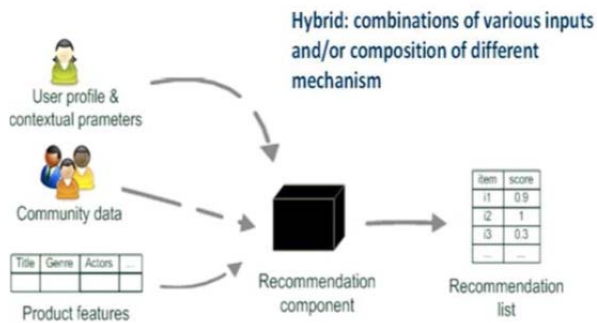 Hybrid: combinations of various inputs
and/or composition of different
mechanism
User profile &
contextual prameters
Community data
Title Genre Actors ...
Product features
Recommendation
component
item score
i1 0.9
i2 1
i3 0.3
... ...
Recommendation
list